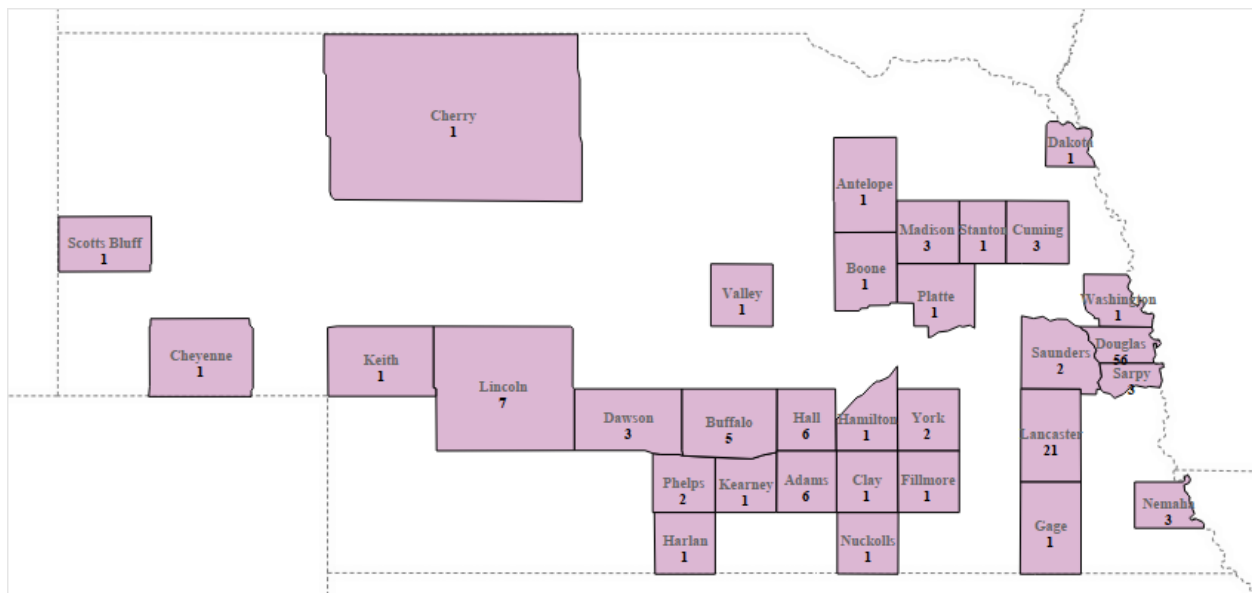 Cherry
1
Dakota
1
Antelope
1
Madison
3
Stanton
1
Cuming
3
Scotts Bluff
1
Boone
1
Valley
1
Platte
1
Washington
1
Cheyenne
1
Keith
1
Lincoln
7
Saunders
2
Douglas
56
Sarpy
3
Dawson
3
Buffalo
5
Hall
6
Hamilton
1
York
2
Lancaster
21
Phelps
2
Kearney
1
Adams
6
Clay
1
Fillmore
1
Nemaha
3
Harlan
1
Nuckolls
1
Gage
1